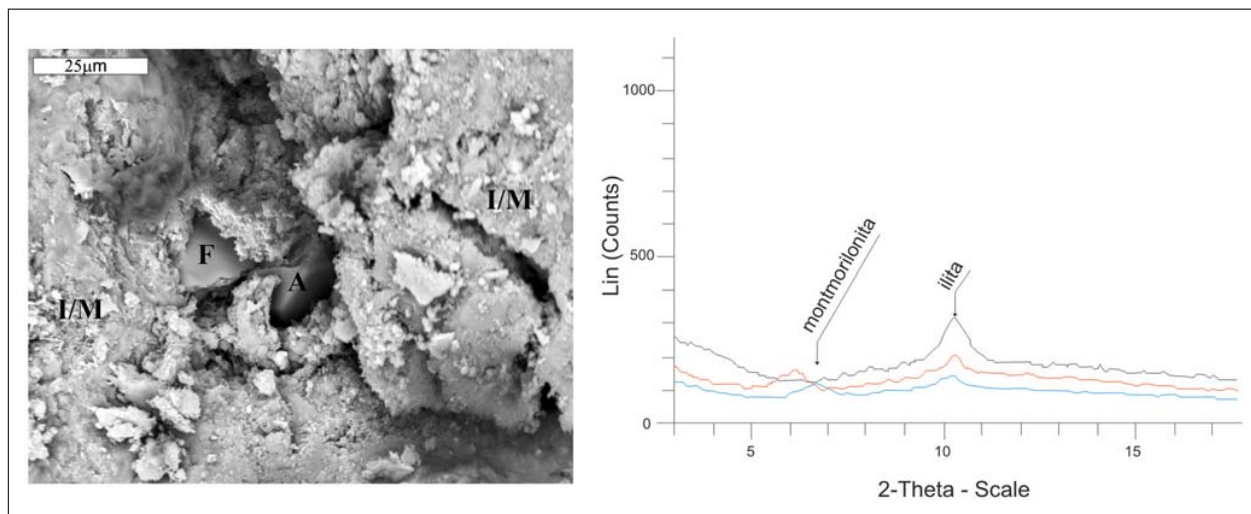 25μm
I/M
F
A
I/M
1000
500
0
Lin (Counts)
montmorilonita
ilita
5
10
15
2-Theta - Scale